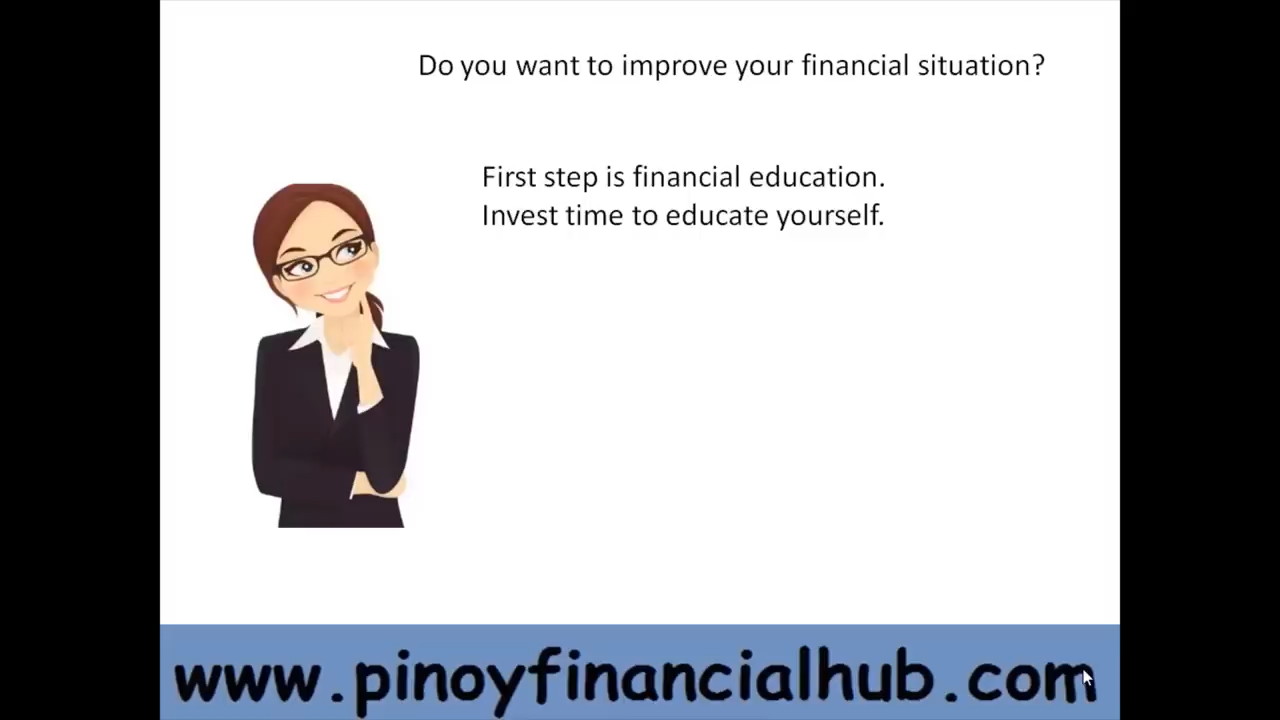 Do you want to improve your financial situation?
First step is financial education.
Invest time to educate yourself.
www.pinoyfinancialhub.com